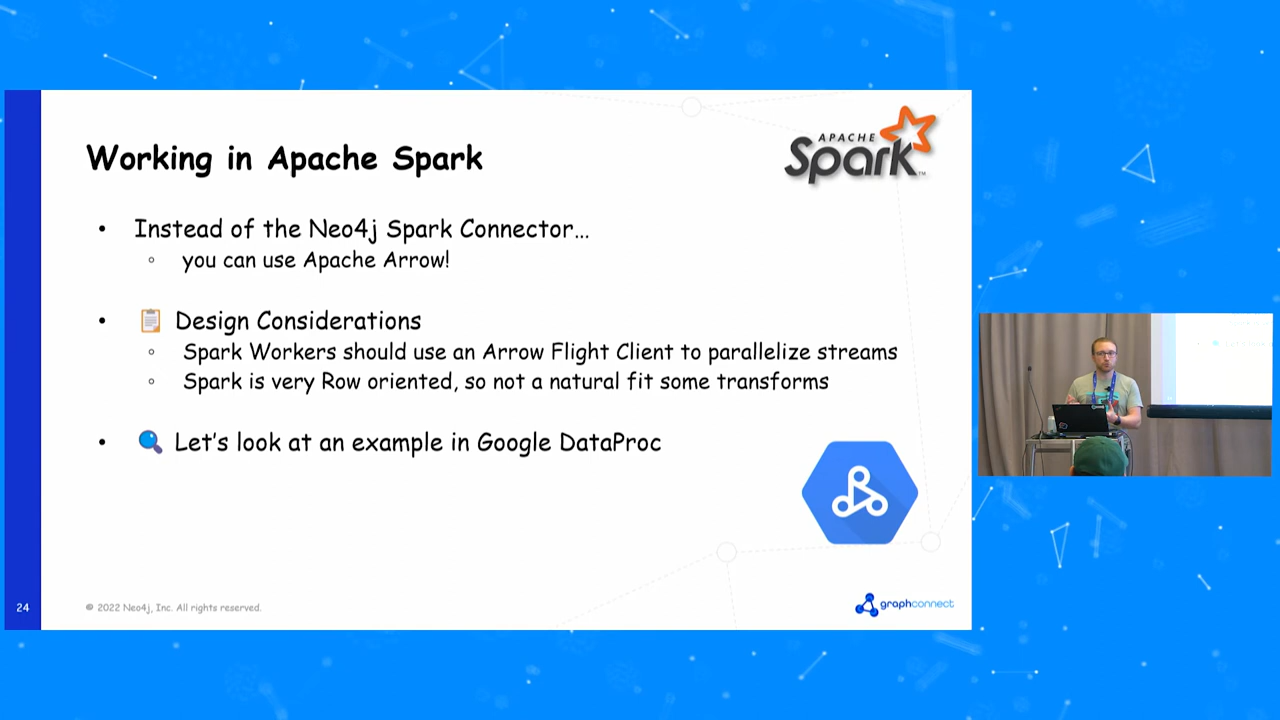 Working in Apache Spark
APACHE
Spark™
• Instead of the Neo4j Spark Connector…
◦ you can use Apache Arrow!
• 📋 Design Considerations
◦ Spark Workers should use an Arrow Flight Client to parallelize streams
◦ Spark is very Row oriented, so not a natural fit some transforms
• 🔍 Let's look at an example in Google DataProc
24
© 2022 Neo4j, Inc. All rights reserved.
graphconnect